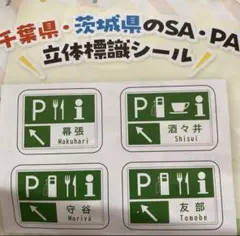 千葉県・茨城県のSA・PA
立体標識シール
P i
幕張
Makuhari
P i
酒々井
Shisui
P i
守谷
Moriya
P i
友部
Tomobe